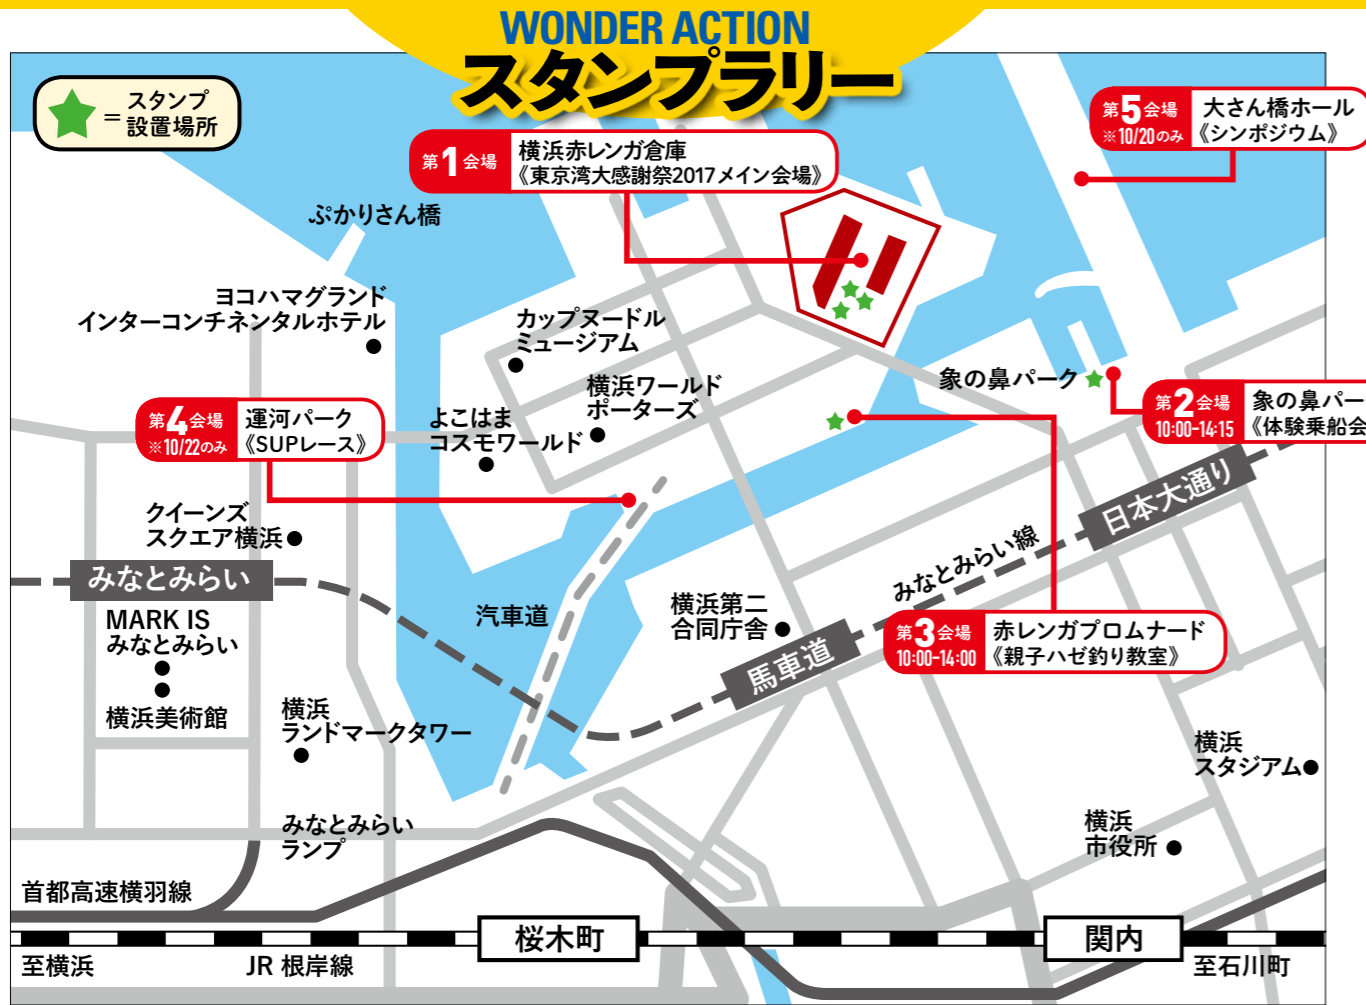 WONDER ACTION
スタンプラリー
★=スタンプ
設置場所
第1会場
横浜赤レンガ倉庫
《東京湾大感謝祭2017メイン会場》
第5会場
※10/20のみ
大さん橋ホール
《シンポジウム》
ぷかりさん橋
ヨコハマグランド
インターコンチネンタルホテル
カップヌードル
ミュージアム
横浜ワールド
ポーターズ
象の鼻パーク
第2会場
10:00-14:15
象の鼻パー
《体験乗船会
第4会場
※10/22のみ
運河パーク
《SUPレース》
よこはま
コスモワールド
クイーンズ
スクエア横浜
日本大通り
みなとみらい線
みなとみらい
MARK IS
みなとみらい
横浜美術館
汽車道
横浜第二
合同庁舎
馬車道
第3会場
10:00-14:00
赤レンガプロムナード
《親子ハゼ釣り教室》
横浜
ランドマークタワー
横浜
スタジアム
みなとみらい
ランプ
横浜
市役所
首都高速横羽線
桜木町
関内
至横浜
JR 根岸線
至石川町